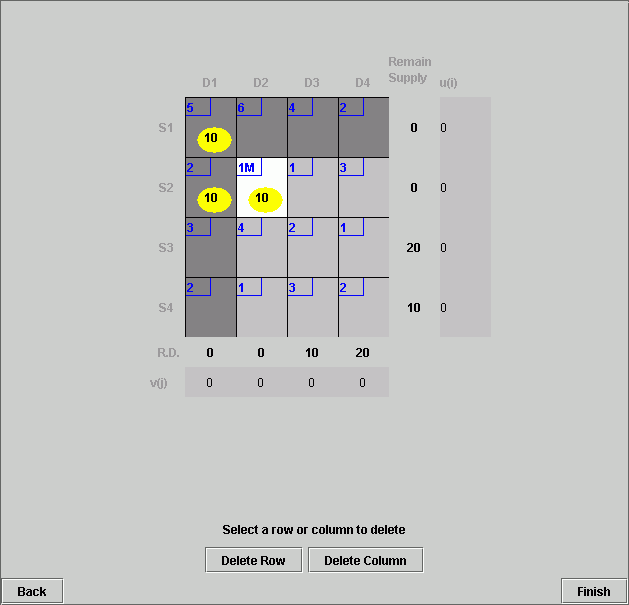 Remain
D1 D2 D3 D4 Supply u(i)
5 6 4 2
S1 10 0 0
2 1M 1 3
S2 10 10 0 0
3 4 2 1
S3 20 0
2 1 3 2
S4 10 0
R.D. 0 0 10 20
v(j) 0 0 0 0
Select a row or column to delete
Delete Row Delete Column
Back Finish